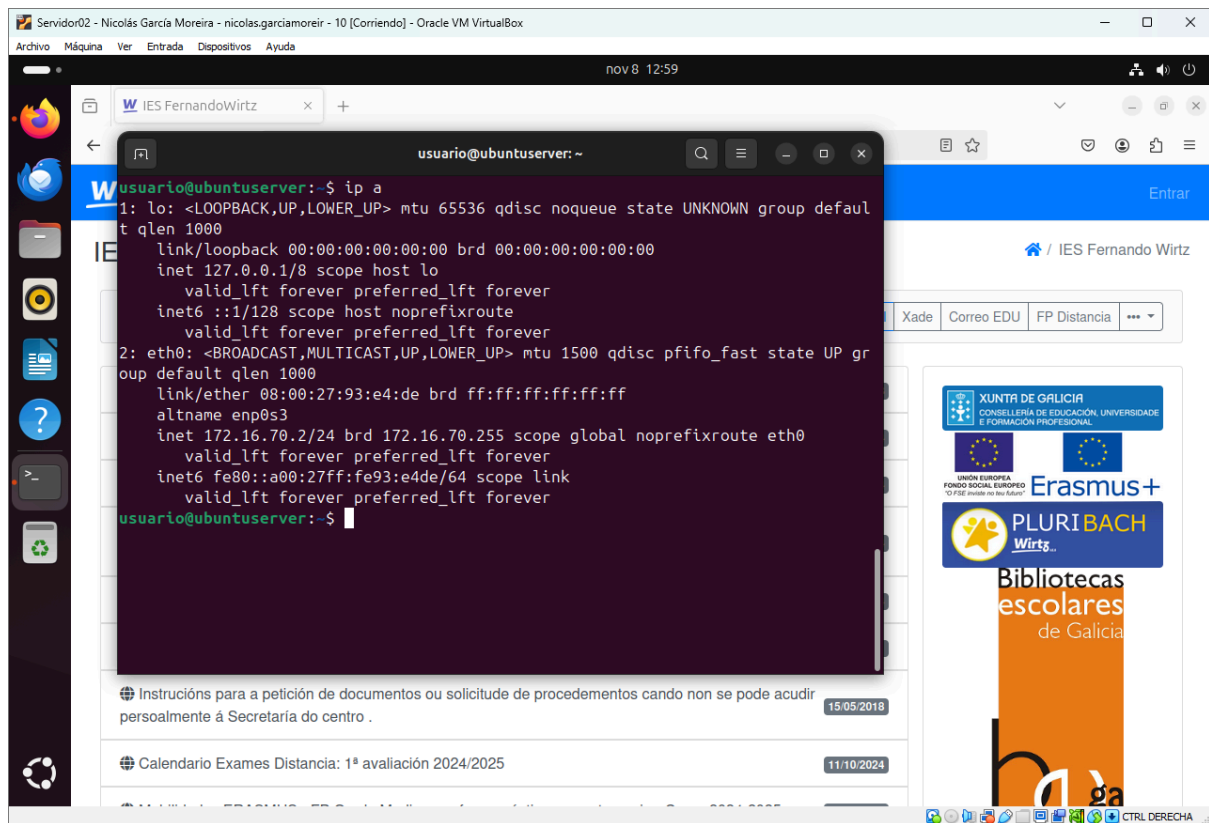 Servidor02 - Nicolás García Moreira - nicolas.garciamoreir - 10 [Corriendo] - Oracle VM VirtualBox
Archivo Máquina Ver Entrada Dispositivos Ayuda
nov 8 12:59
W IES FernandoWirtz
usuario@ubuntuserver: ~
W
Entrar
usuario@ubuntuserver:~$ ip a
1: lo: <LOOPBACK,UP,LOWER_UP> mtu 65536 qdisc noqueue state UNKNOWN group defaul
t qlen 1000
link/loopback 00:00:00:00:00:00 brd 00:00:00:00:00:00
inet 127.0.0.1/8 scope host lo
valid_lft forever preferred_lft forever
inet6 ::1/128 scope host noprefixroute
valid_lft forever preferred_lft forever
2: eth0: <BROADCAST,MULTICAST,UP,LOWER_UP> mtu 1500 qdisc pfifo_fast state UP gr
oup default qlen 1000
link/ether 08:00:27:93:e4:de brd ff:ff:ff:ff:ff:ff
altname enp0s3
inet 172.16.70.2/24 brd 172.16.70.255 scope global noprefixroute eth0
valid_lft forever preferred_lft forever
inet6 fe80::a00:27ff:fe93:e4de/64 scope link
valid_lft forever preferred_lft forever
usuario@ubuntuserver:~$
IE
/ IES Fernando Wirtz
Xade Correo EDU FP Distancia
XUNTA DE GALICIA
CONSELLERÍA DE EDUCACIÓN, UNIVERSIDADE
E FORMACIÓN PROFESIONAL
UNIÓN EUROPEA
FONDO SOCIAL EUROPEO
"O FSE inviste no teu futuro"
Erasmus+
PLURIBACH
Wirtz...
Bibliotecas
escolares
de Galicia
Instrucións para a petición de documentos ou solicitude de procedementos cando non se pode acudir
persoalmente á Secretaría do centro .
15/05/2018
Calendario Exames Distancia: 1ª avaliación 2024/2025
11/10/2024
CTRL DERECHA